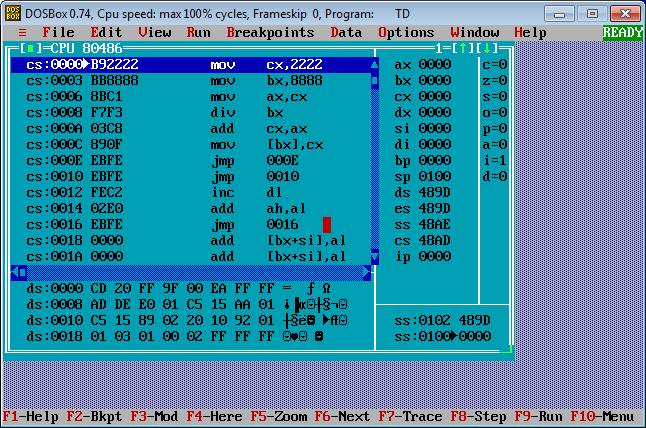 DOSBox 0.74, Cpu speed: max 100% cycles, Frameskip 0, Program: TD
≡ File Edit View Run Breakpoints Data Options Window Help READY
[■]=CPU 80486 1=[↑][↓]
cs:0000►B92222 mov cx,2222 ax 0000 c=0
cs:0003 BB8888 mov bx,8888 bx 0000 z=0
cs:0006 8BC1 mov ax,cx cx 0000 s=0
cs:0008 F7F3 div bx dx 0000 o=0
cs:000A 03C8 add cx,ax si 0000 p=0
cs:000C 890F mov [bx],cx di 0000 a=0
cs:000E EBFE jmp 000E bp 0000 i=1
cs:0010 EBFE jmp 0010 sp 0100 d=0
cs:0012 FEC2 inc dl ds 489D
cs:0014 02E0 add ah,al es 489D
cs:0016 EBFE jmp 0016 ss 48AE
cs:0018 0000 add [bx+si],al cs 48AD
cs:001A 0000 add [bx+si],al ip 0000
ds:0000 CD 20 FF 9F 00 EA FF FF = ƒ Ω
ds:0008 AD DE E0 01 C5 15 AA 01 ¡▐α☺┼§¬☺
ds:0010 C5 15 89 02 20 10 92 01 ┼§ë☻ ►Æ☺ ss:0102 489D
ds:0018 01 03 01 00 02 FF FF FF ☺♥☺ ☻ ss:0100►0000
F1-Help F2-Bkpt F3-Mod F4-Here F5-Zoom F6-Next F7-Trace F8-Step F9-Run F10-Menu